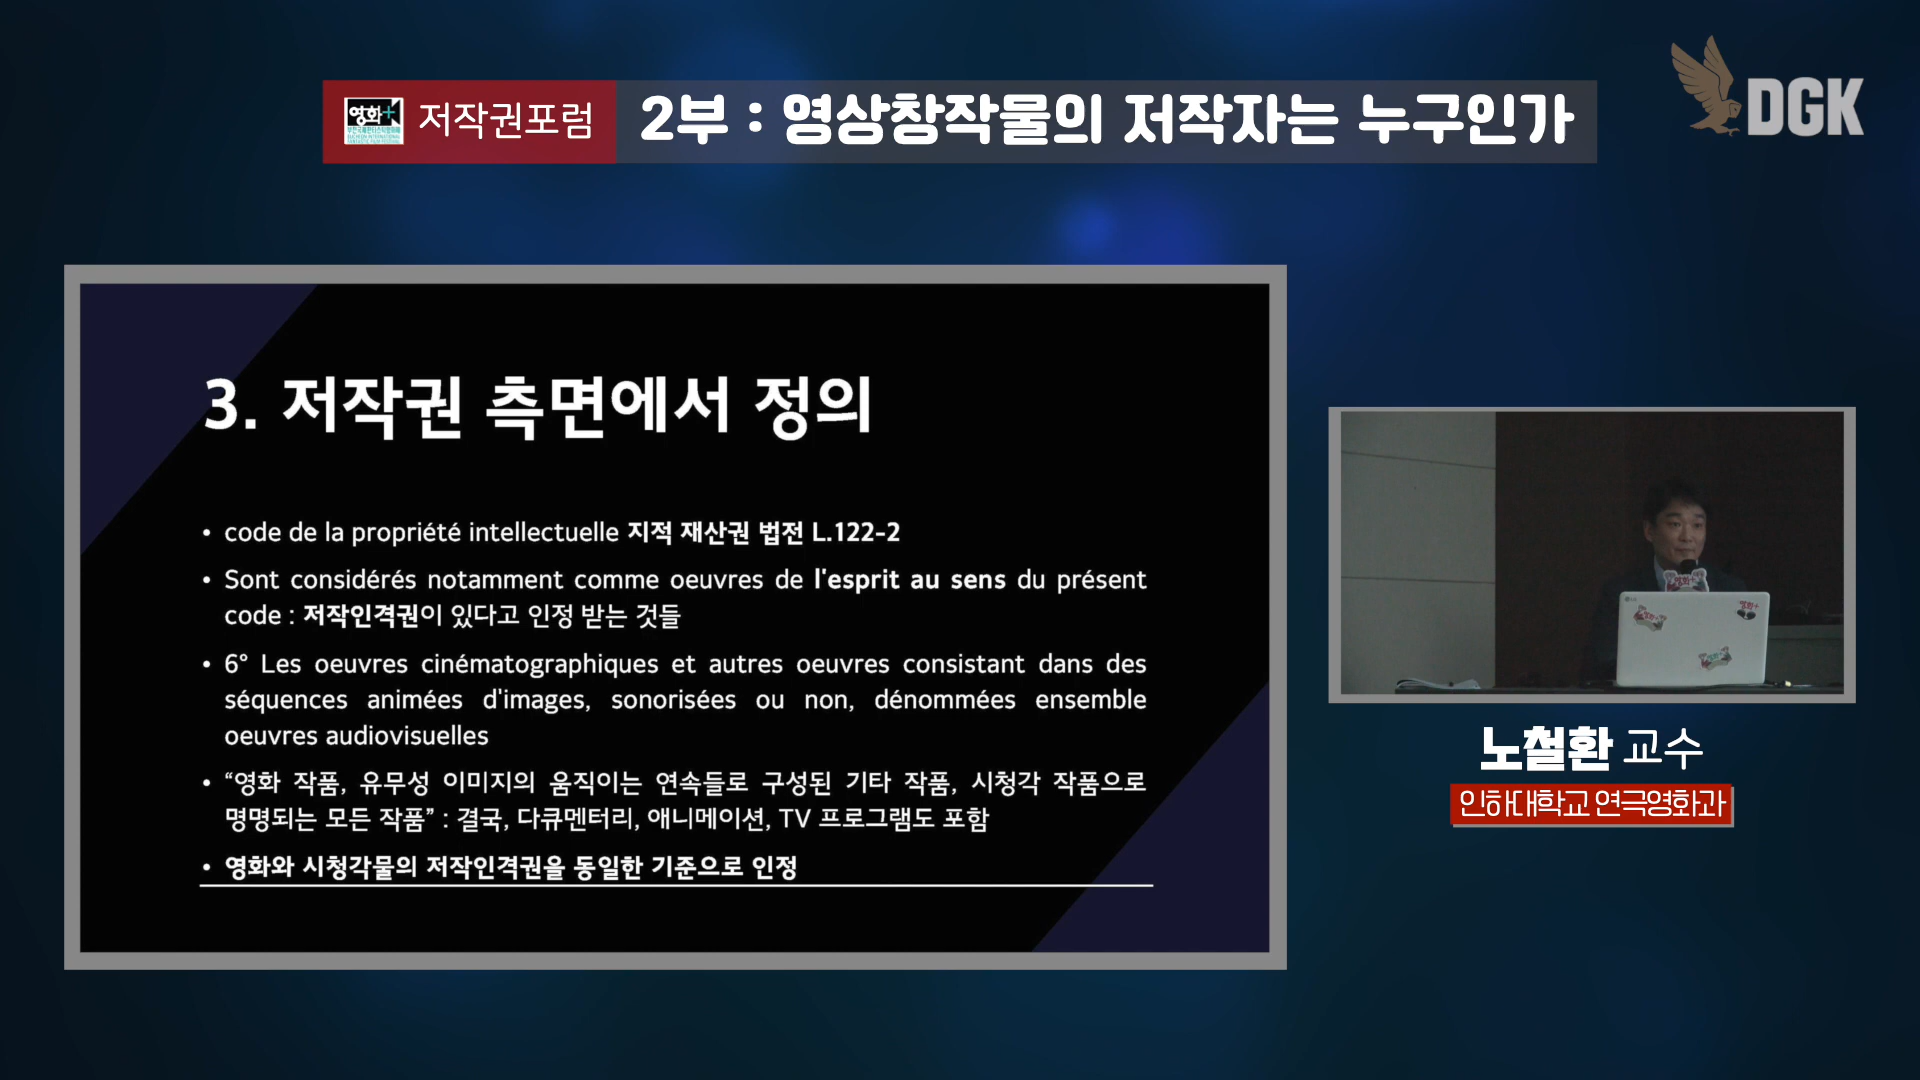 영화+
저작권포럼
2부 : 영상창작물의 저작자는 누구인가
DGK
3. 저작권 측면에서 정의
• code de la propriété intellectuelle 지적 재산권 법전 L.122-2
• Sont considérés notamment comme oeuvres de l'esprit au sens du présent
code : 저작인격권이 있다고 인정 받는 것들
• 6° Les oeuvres cinématographiques et autres oeuvres consistant dans des
séquences animées d'images, sonorisées ou non, dénommées ensemble
oeuvres audiovisuelles
• “영화 작품, 유무성 이미지의 움직이는 연속들로 구성된 기타 작품, 시청각 작품으로
명명되는 모든 작품” : 결국, 다큐멘터리, 애니메이션, TV 프로그램도 포함
• 영화와 시청각물의 저작인격권을 동일한 기준으로 인정
노철환 교수
인하대학교 연극영화과